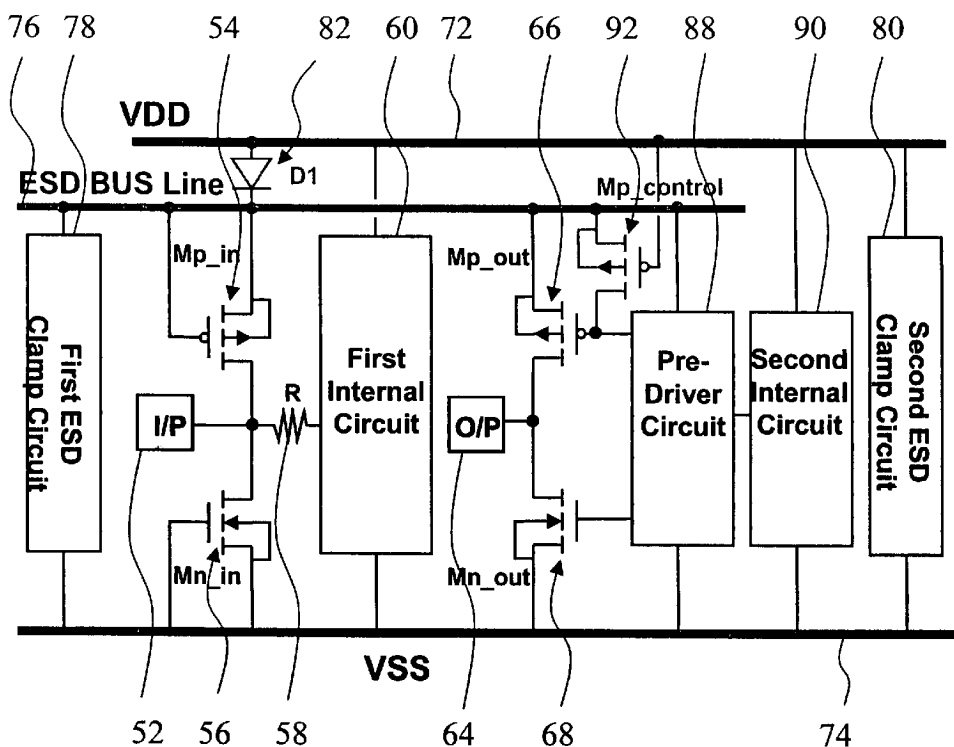 76 78 54 82 60 72 66 92 88 90 80
VDD
D1
ESD BUS Line
Mp_control
Mp_in
Mp_out
First ESD
Clamp Circuit
First
Internal
Circuit
Pre-
Driver
Circuit
Second
Internal
Circuit
Second ESD
Clamp Circuit
R
I/P
O/P
Mn_in
Mn_out
VSS
52 56 58 64 68 74